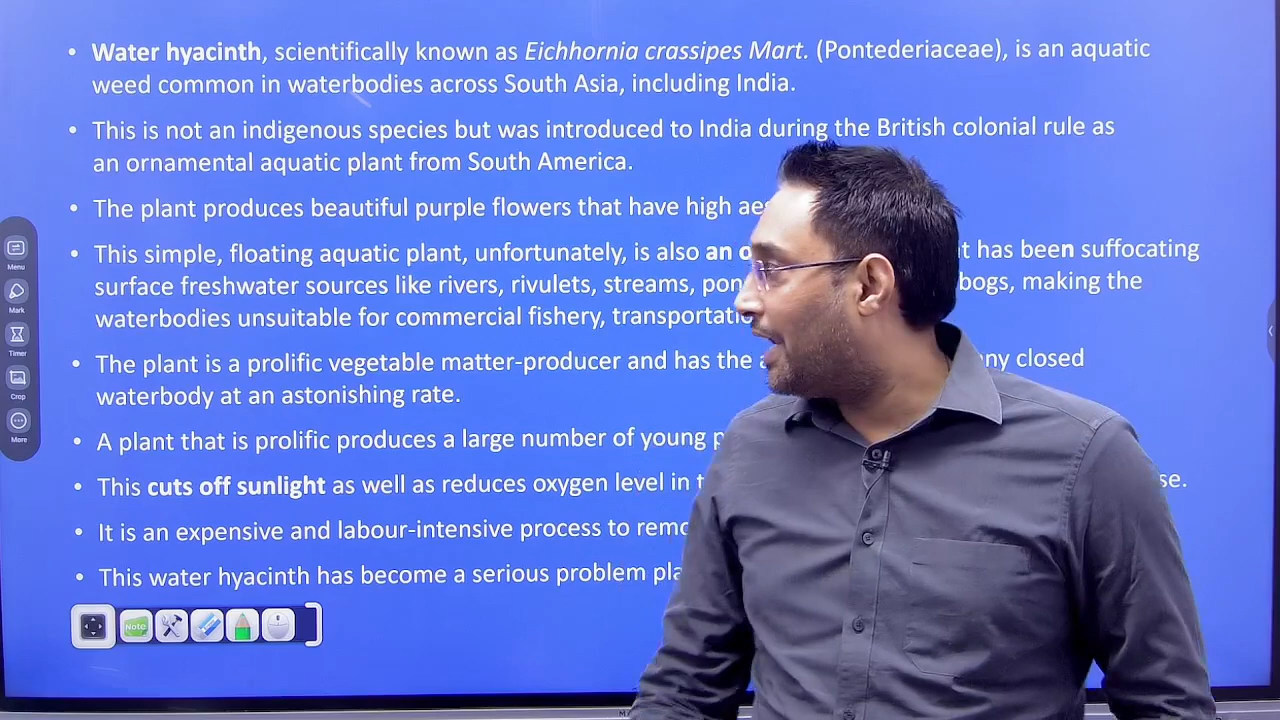 • Water hyacinth, scientifically known as Eichhornia crassipes Mart. (Pontederiaceae), is an aquatic
weed common in waterbodies across South Asia, including India.
• This is not an indigenous species but was introduced to India during the British colonial rule as
an ornamental aquatic plant from South America.
• The plant produces beautiful purple flowers that have high
• This simple, floating aquatic plant, unfortunately, is also an has been suffocating
surface freshwater sources like rivers, rivulets, streams, bogs, making the
waterbodies unsuitable for commercial fishery,
• The plant is a prolific vegetable matter-producer and has the any closed
waterbody at an astonishing rate.
• A plant that is prolific produces a large number of young
• This cuts off sunlight as well as reduces oxygen level in
• It is an expensive and labour-intensive process to
• This water hyacinth has become a serious problem
Menu
Mark
Timer
Crop
More
Note